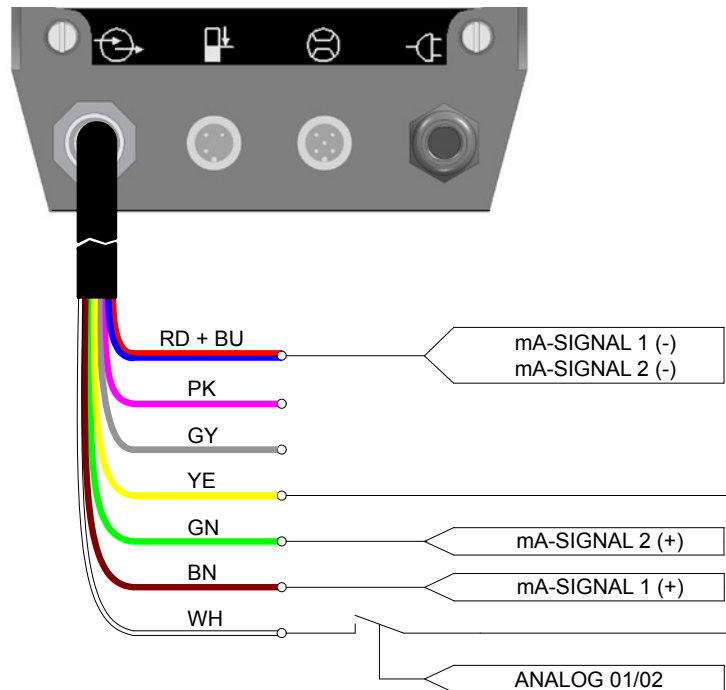 RD + BU
mA-SIGNAL 1 (-)
mA-SIGNAL 2 (-)
PK
GY
YE
GN
mA-SIGNAL 2 (+)
BN
mA-SIGNAL 1 (+)
WH
ANALOG 01/02